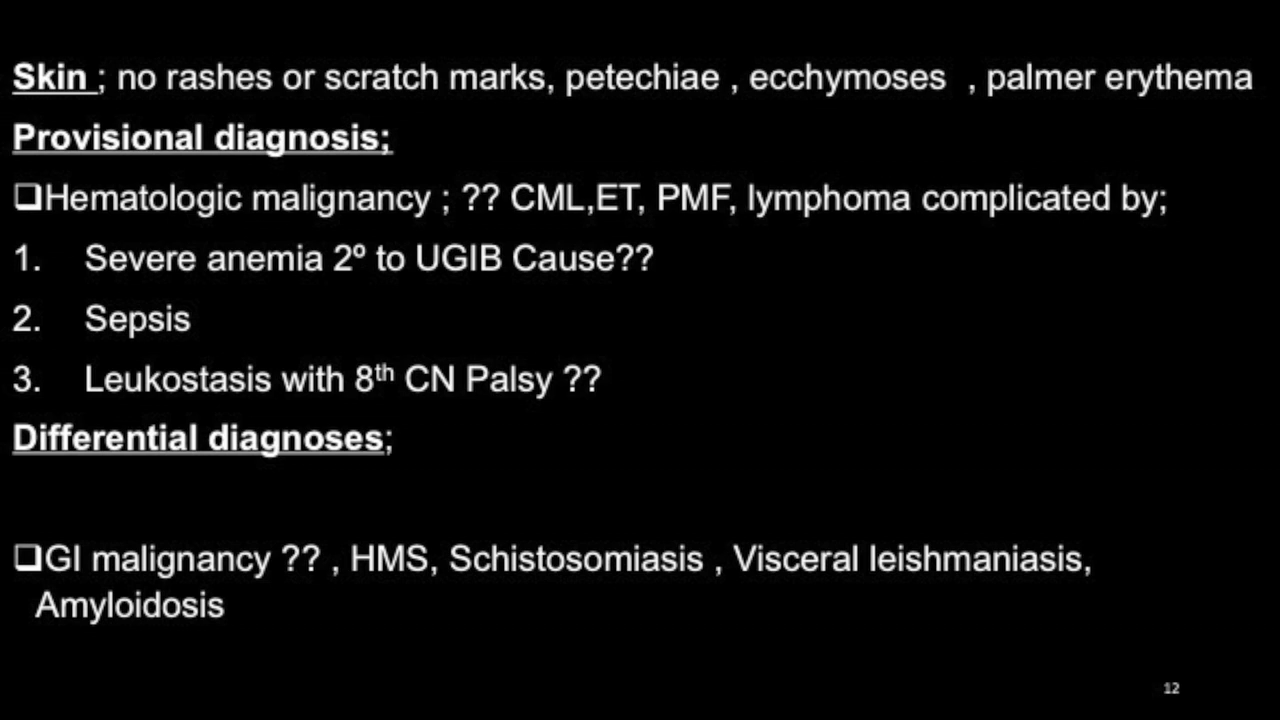 Skin ; no rashes or scratch marks, petechiae , ecchymoses , palmer erythema
Provisional diagnosis;
❑Hematologic malignancy ; ?? CML,ET, PMF, lymphoma complicated by;
1. Severe anemia 2º to UGIB Cause??
2. Sepsis
3. Leukostasis with 8th CN Palsy ??
Differential diagnoses;
❑GI malignancy ?? , HMS, Schistosomiasis , Visceral leishmaniasis,
Amyloidosis
12